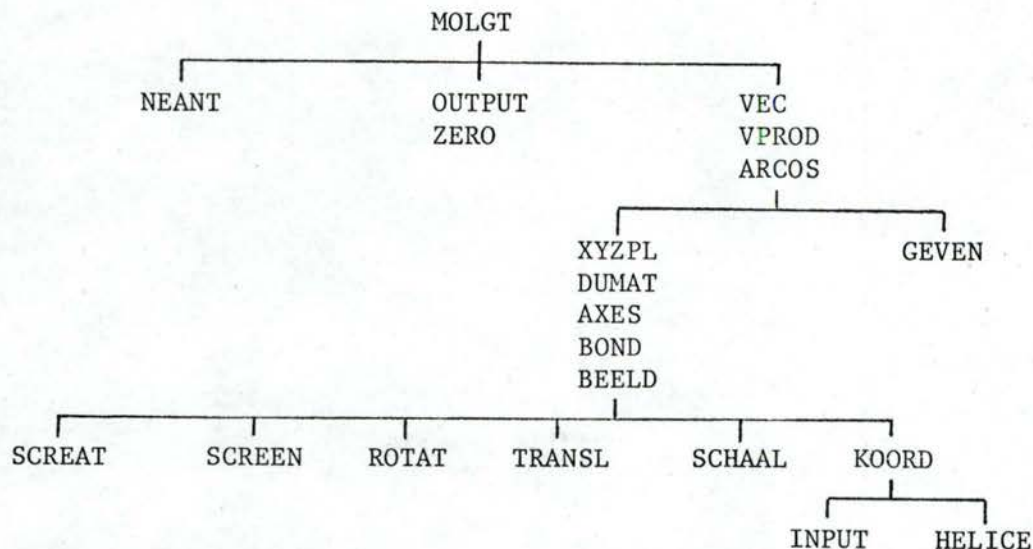 MOLGT
NEANT OUTPUT VEC
ZERO VPROD
ARCOS
XYZPL GEVEN
DUMAT
AXES
BOND
BEELD
SCREAT SCREEN ROTAT TRANSL SCHAAL KOORD
INPUT HELICE